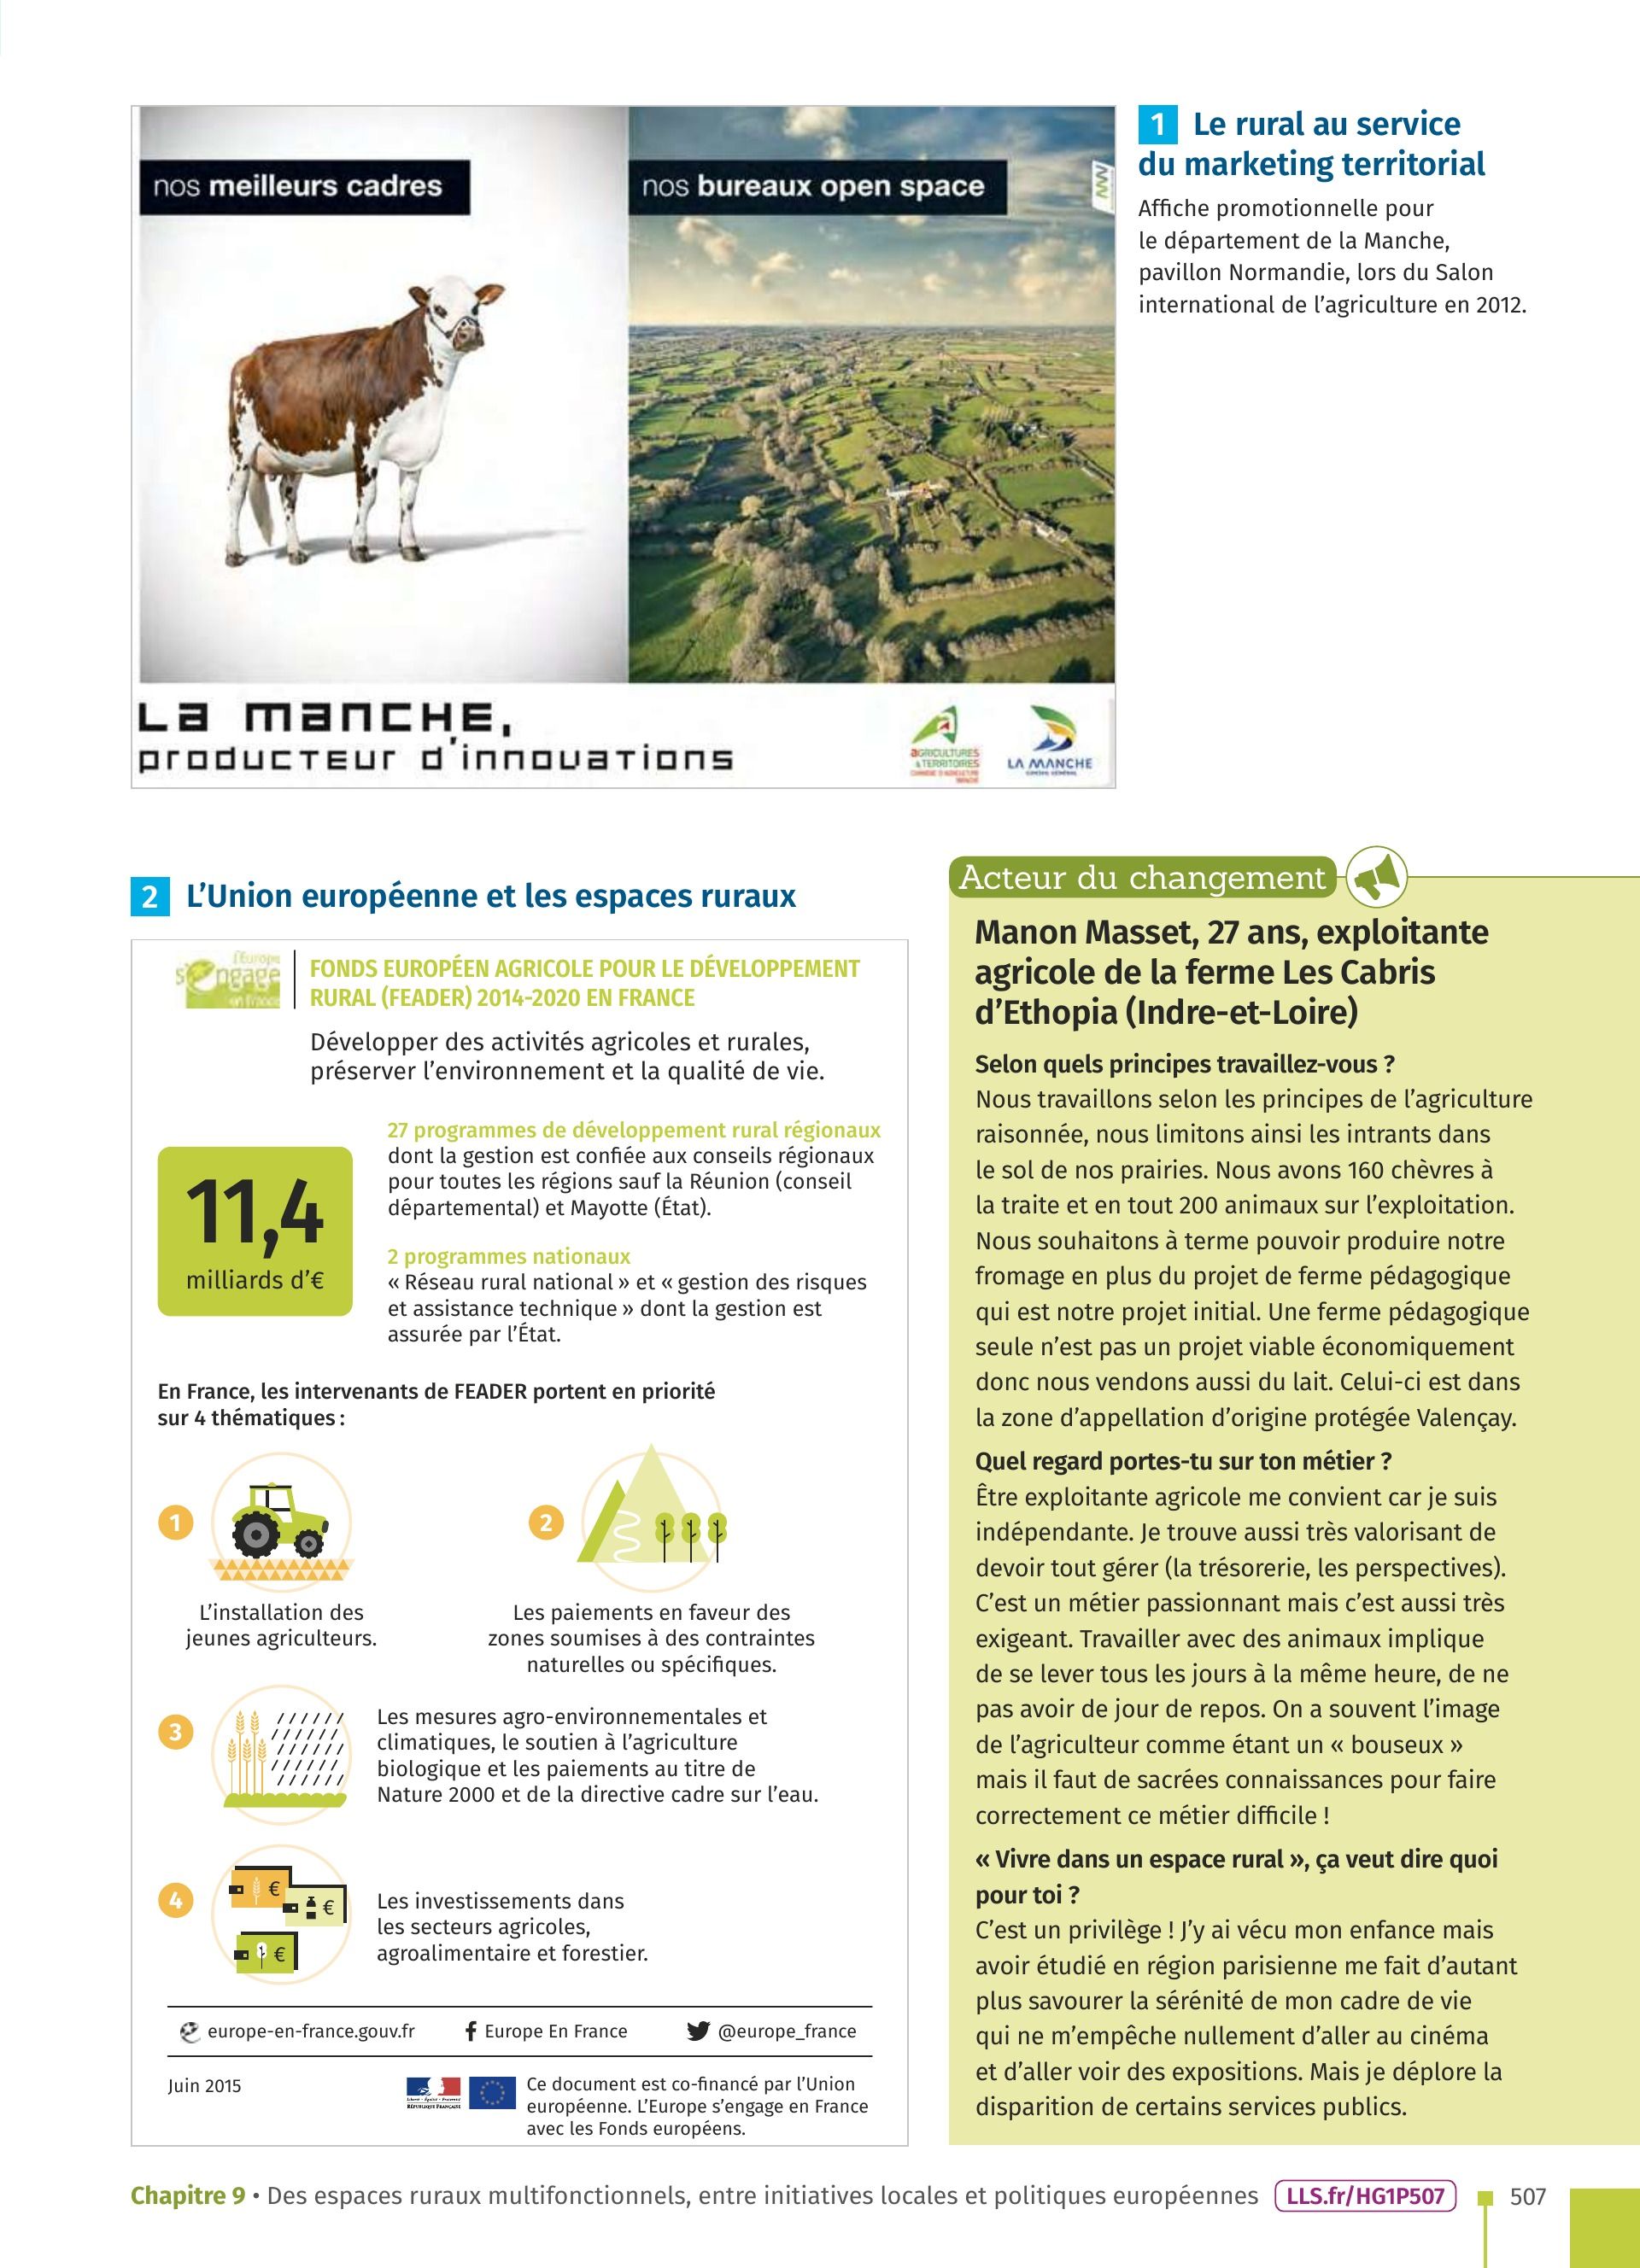 nos meilleurs cadres
nos bureaux open space
La manche,
producteur d'innovations
agricultures
& territoires
LA MANCHE
1 Le rural au service
du marketing territorial
Affiche promotionnelle pour
le département de la Manche,
pavillon Normandie, lors du Salon
international de l'agriculture en 2012.
2 L'Union européenne et les espaces ruraux
l'Europe
s'engage
en France
FONDS EUROPÉEN AGRICOLE POUR LE DÉVELOPPEMENT
RURAL (FEADER) 2014-2020 EN FRANCE
Développer des activités agricoles et rurales,
préserver l'environnement et la qualité de vie.
11,4
milliards d'€
27 programmes de développement rural régionaux
dont la gestion est confiée aux conseils régionaux
pour toutes les régions sauf la Réunion (conseil
départemental) et Mayotte (État).
2 programmes nationaux
« Réseau rural national » et « gestion des risques
et assistance technique » dont la gestion est
assurée par l'État.
En France, les intervenants de FEADER portent en priorité
sur 4 thématiques :
1
L'installation des
jeunes agriculteurs.
2
Les paiements en faveur des
zones soumises à des contraintes
naturelles ou spécifiques.
3
Les mesures agro-environnementales et
climatiques, le soutien à l'agriculture
biologique et les paiements au titre de
Nature 2000 et de la directive cadre sur l'eau.
4
€
€
€
Les investissements dans
les secteurs agricoles,
agroalimentaire et forestier.
europe-en-france.gouv.fr
Europe En France
@europe_france
Juin 2015
RÉPUBLIQUE FRANÇAISE
Ce document est co-financé par l'Union
européenne. L'Europe s'engage en France
avec les Fonds européens.
Acteur du changement
Manon Masset, 27 ans, exploitante
agricole de la ferme Les Cabris
d'Ethopia (Indre-et-Loire)
Selon quels principes travaillez-vous ?
Nous travaillons selon les principes de l'agriculture
raisonnée, nous limitons ainsi les intrants dans
le sol de nos prairies. Nous avons 160 chèvres à
la traite et en tout 200 animaux sur l'exploitation.
Nous souhaitons à terme pouvoir produire notre
fromage en plus du projet de ferme pédagogique
qui est notre projet initial. Une ferme pédagogique
seule n'est pas un projet viable économiquement
donc nous vendons aussi du lait. Celui-ci est dans
la zone d'appellation d'origine protégée Valençay.
Quel regard portes-tu sur ton métier ?
Être exploitante agricole me convient car je suis
indépendante. Je trouve aussi très valorisant de
devoir tout gérer (la trésorerie, les perspectives).
C'est un métier passionnant mais c'est aussi très
exigeant. Travailler avec des animaux implique
de se lever tous les jours à la même heure, de ne
pas avoir de jour de repos. On a souvent l'image
de l'agriculteur comme étant un « bouseux »
mais il faut de sacrées connaissances pour faire
correctement ce métier difficile !
« Vivre dans un espace rural », ça veut dire quoi
pour toi ?
C'est un privilège ! J'y ai vécu mon enfance mais
avoir étudié en région parisienne me fait d'autant
plus savourer la sérénité de mon cadre de vie
qui ne m'empêche nullement d'aller au cinéma
et d'aller voir des expositions. Mais je déplore la
disparition de certains services publics.
Chapitre 9 • Des espaces ruraux multifonctionnels, entre initiatives locales et politiques européennes
LLS.fr/HG1P507
507